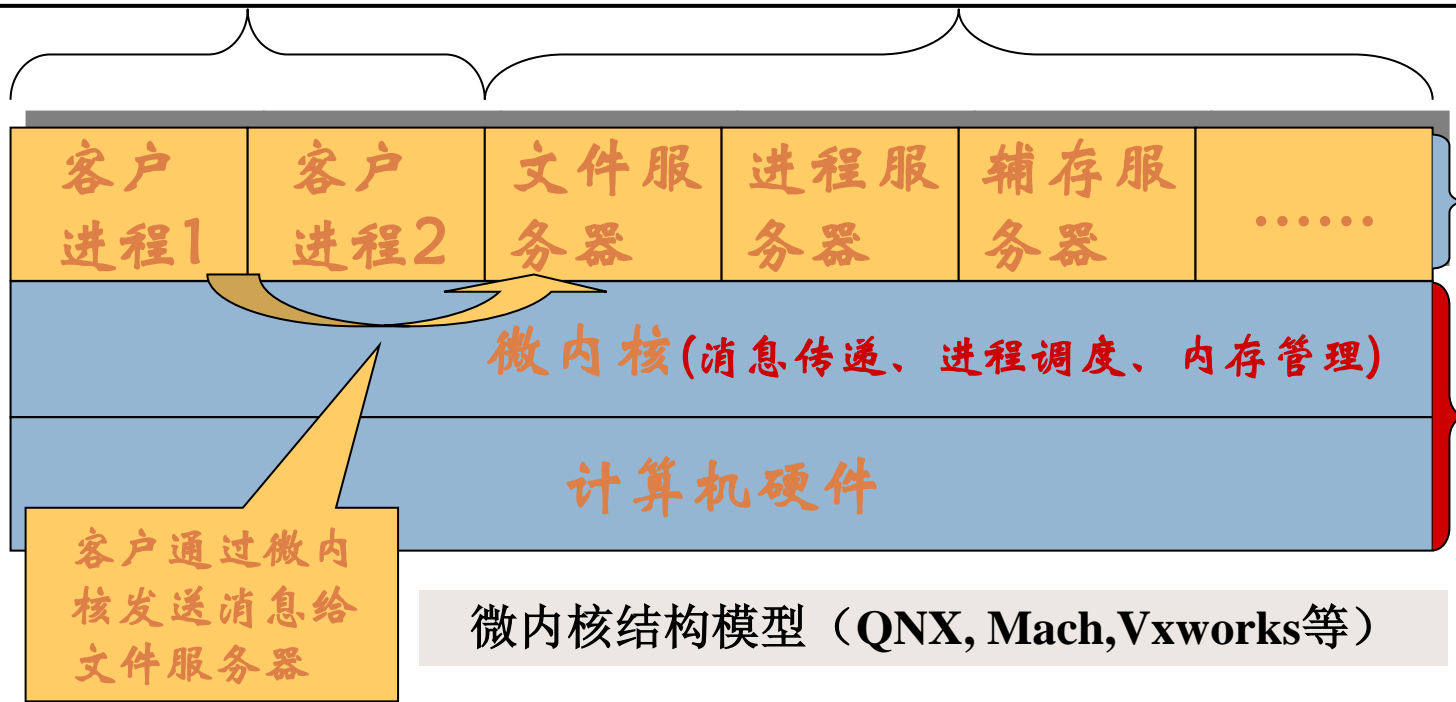 客户
进程1
客户
进程2
文件服
务器
进程服
务器
辅存服
务器
……
微内核(消息传递、进程调度、内存管理)
计算机硬件
客户通过微内
核发送消息给
文件服务器
微内核结构模型（QNX, Mach,Vxworks等）